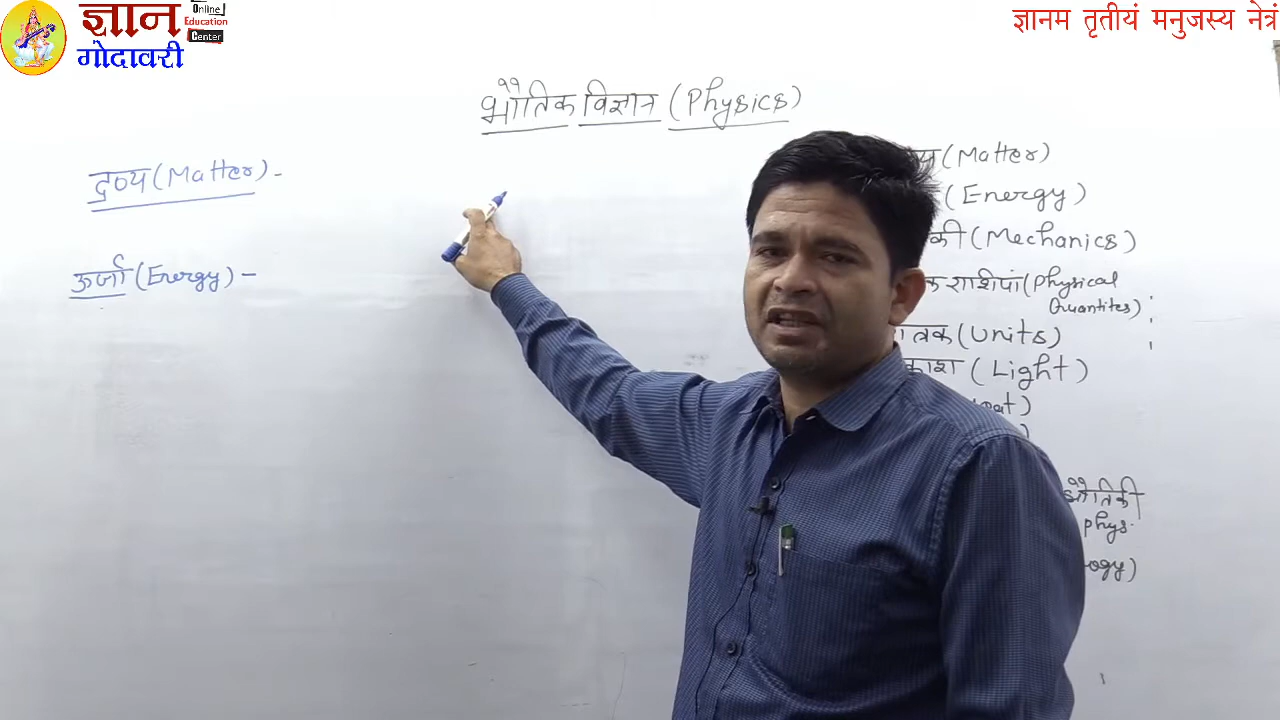 ज्ञान
गोदावरी
Online
Education
Center
ज्ञानम तृतीयं मनुजस्य नेत्रं
भौतिक विज्ञान (Physics)
द्रव्य (Matter) -
ऊर्जा (Energy) -
(Matter)
(Energy)
की (Mechanics)
राशियां (Physical
Quantites)
(Units)
(Light)
भौतिकी
phys.